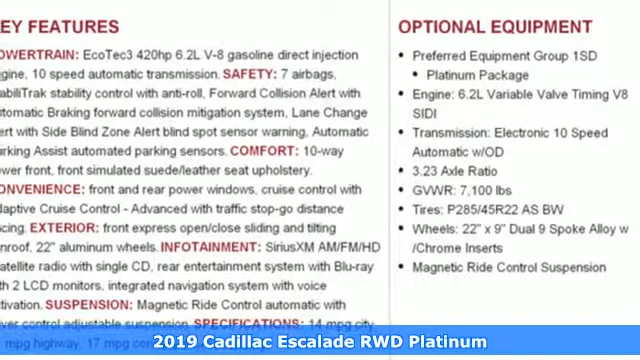 EY FEATURES
OWERTRAIN: EcoTec3 420hp 6.2L V-8 gasoline direct injection
gine, 10 speed automatic transmission. SAFETY: 7 airbags,
abiliTrak stability control with anti-roll, Forward Collision Alert with
utomatic Braking forward collision mitigation system, Lane Change
ert with Side Blind Zone Alert blind spot sensor warning, Automatic
arking Assist automated parking sensors. COMFORT: 10-way
ower front, front simulated suede/leather seat upholstery.
ONVENIENCE: front and rear power windows, cruise control with
daptive Cruise Control - Advanced with traffic stop-go distance
acing. EXTERIOR: front express open/close sliding and tilting
nroof, 22" aluminum wheels. INFOTAINMENT: SiriusXM AM/FM/HD
atellite radio with single CD, rear entertainment system with Blu-ray
th 2 LCD monitors, integrated navigation system with voice
tivation. SUSPENSION: Magnetic Ride Control automatic with
ver control adjustable suspension. SPECIFICATIONS: 14 mpg city,
mpg highway, 17 mpg
OPTIONAL EQUIPMENT
• Preferred Equipment Group 1SD
• Platinum Package
• Engine: 6.2L Variable Valve Timing V8
SIDI
• Transmission: Electronic 10 Speed
Automatic w/OD
• 3.23 Axle Ratio
• GVWR: 7,100 lbs
• Tires: P285/45R22 AS BW
• Wheels: 22" x 9" Dual 9 Spoke Alloy w
/Chrome Inserts
• Magnetic Ride Control Suspension
2019 Cadillac Escalade RWD Platinum